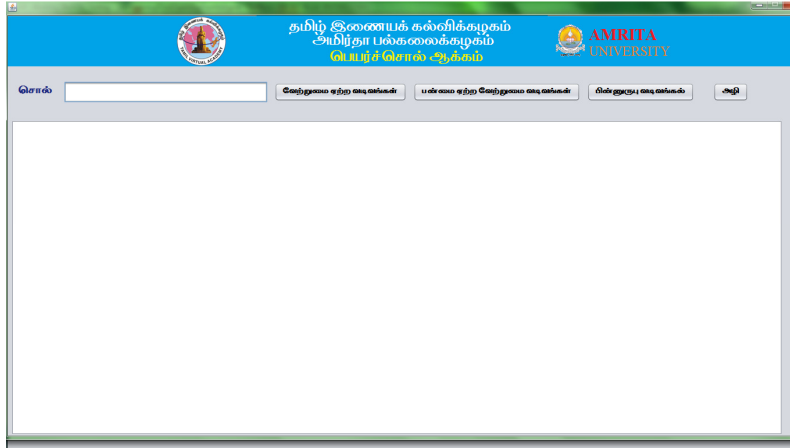 தமிழ் இணையக் கல்விக்கழகம்
அமிர்தா பல்கலைக்கழகம்
பெயர்ச்சொல் ஆக்கம்
AMRITA
UNIVERSITY
சொல்
வேற்றுமை ஏற்ற வடிவங்கள்
பன்மை ஏற்ற வேற்றுமை வடிவங்கள்
பின்னுருபு வடிவங்கல்
அழி